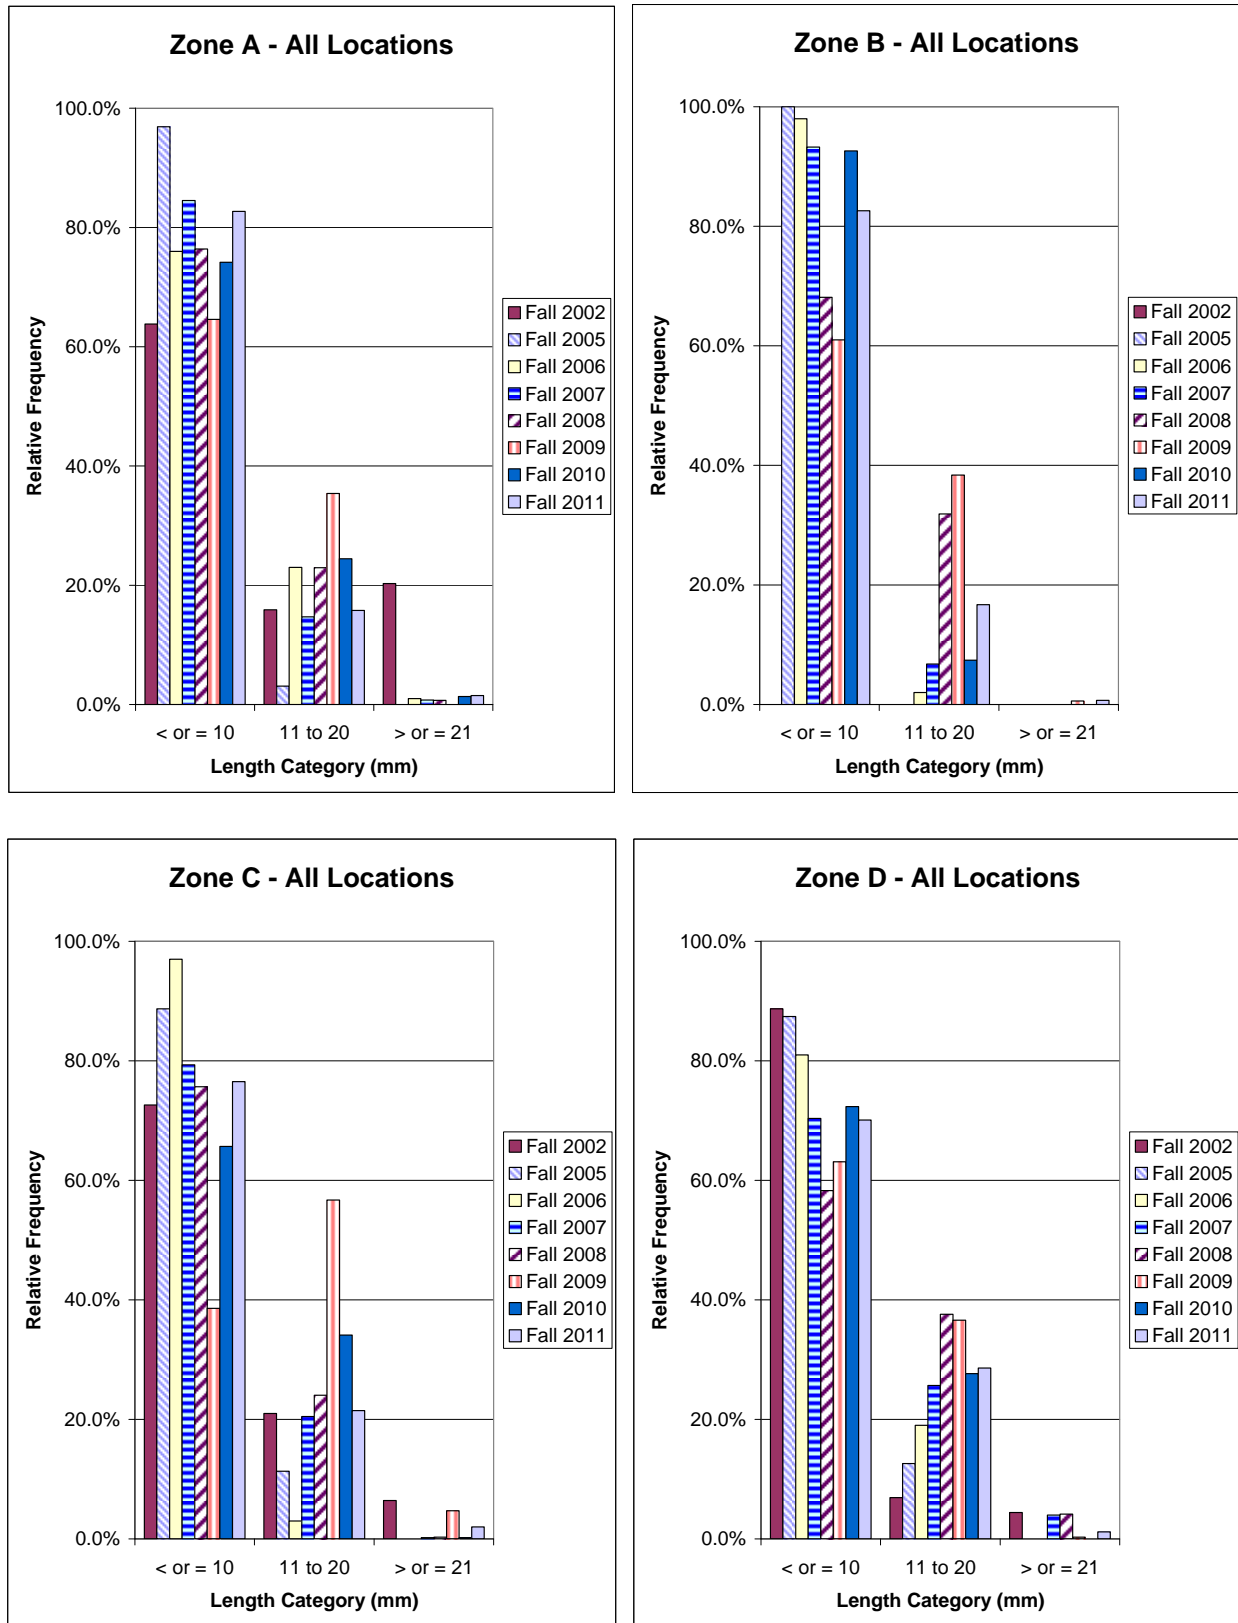 Zone A - All Locations
100.0%
80.0%
60.0%
40.0%
20.0%
0.0%
Relative Frequency
< or = 10
11 to 20
> or = 21
Length Category (mm)
Fall 2002
Fall 2005
Fall 2006
Fall 2007
Fall 2008
Fall 2009
Fall 2010
Fall 2011
Zone B - All Locations
100.0%
80.0%
60.0%
40.0%
20.0%
0.0%
Relative Frequency
< or = 10
11 to 20
> or = 21
Length Category (mm)
Fall 2002
Fall 2005
Fall 2006
Fall 2007
Fall 2008
Fall 2009
Fall 2010
Fall 2011
Zone C - All Locations
100.0%
80.0%
60.0%
40.0%
20.0%
0.0%
Relative Frequency
< or = 10
11 to 20
> or = 21
Length Category (mm)
Fall 2002
Fall 2005
Fall 2006
Fall 2007
Fall 2008
Fall 2009
Fall 2010
Fall 2011
Zone D - All Locations
100.0%
80.0%
60.0%
40.0%
20.0%
0.0%
Relative Frequency
< or = 10
11 to 20
> or = 21
Length Category (mm)
Fall 2002
Fall 2005
Fall 2006
Fall 2007
Fall 2008
Fall 2009
Fall 2010
Fall 2011